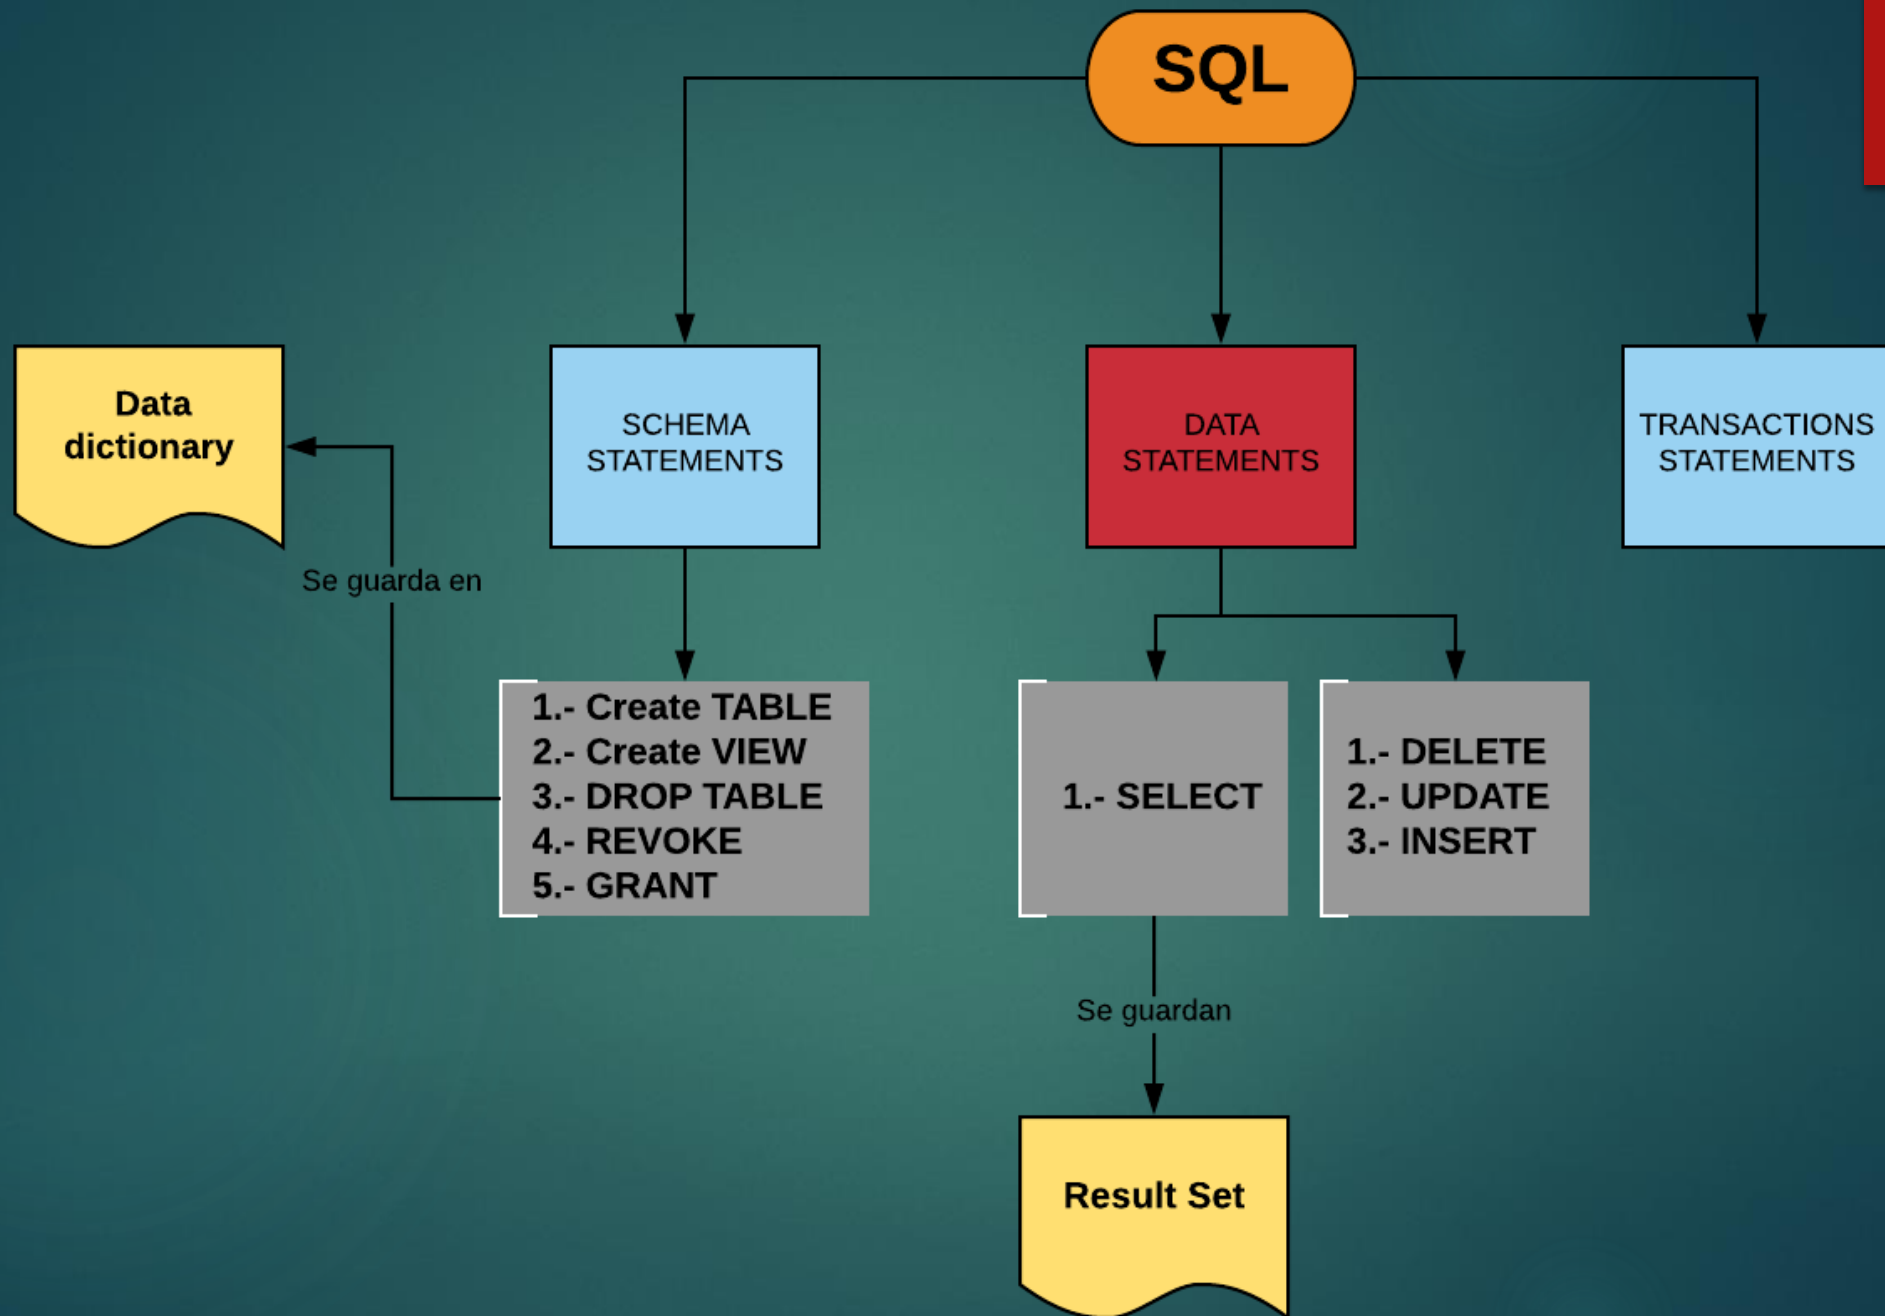 SQL
Data
dictionary
SCHEMA
STATEMENTS
DATA
STATEMENTS
TRANSACTIONS
STATEMENTS
Se guarda en
1.- Create TABLE
2.- Create VIEW
3.- DROP TABLE
4.- REVOKE
5.- GRANT
1.- SELECT
1.- DELETE
2.- UPDATE
3.- INSERT
Se guardan
Result Set